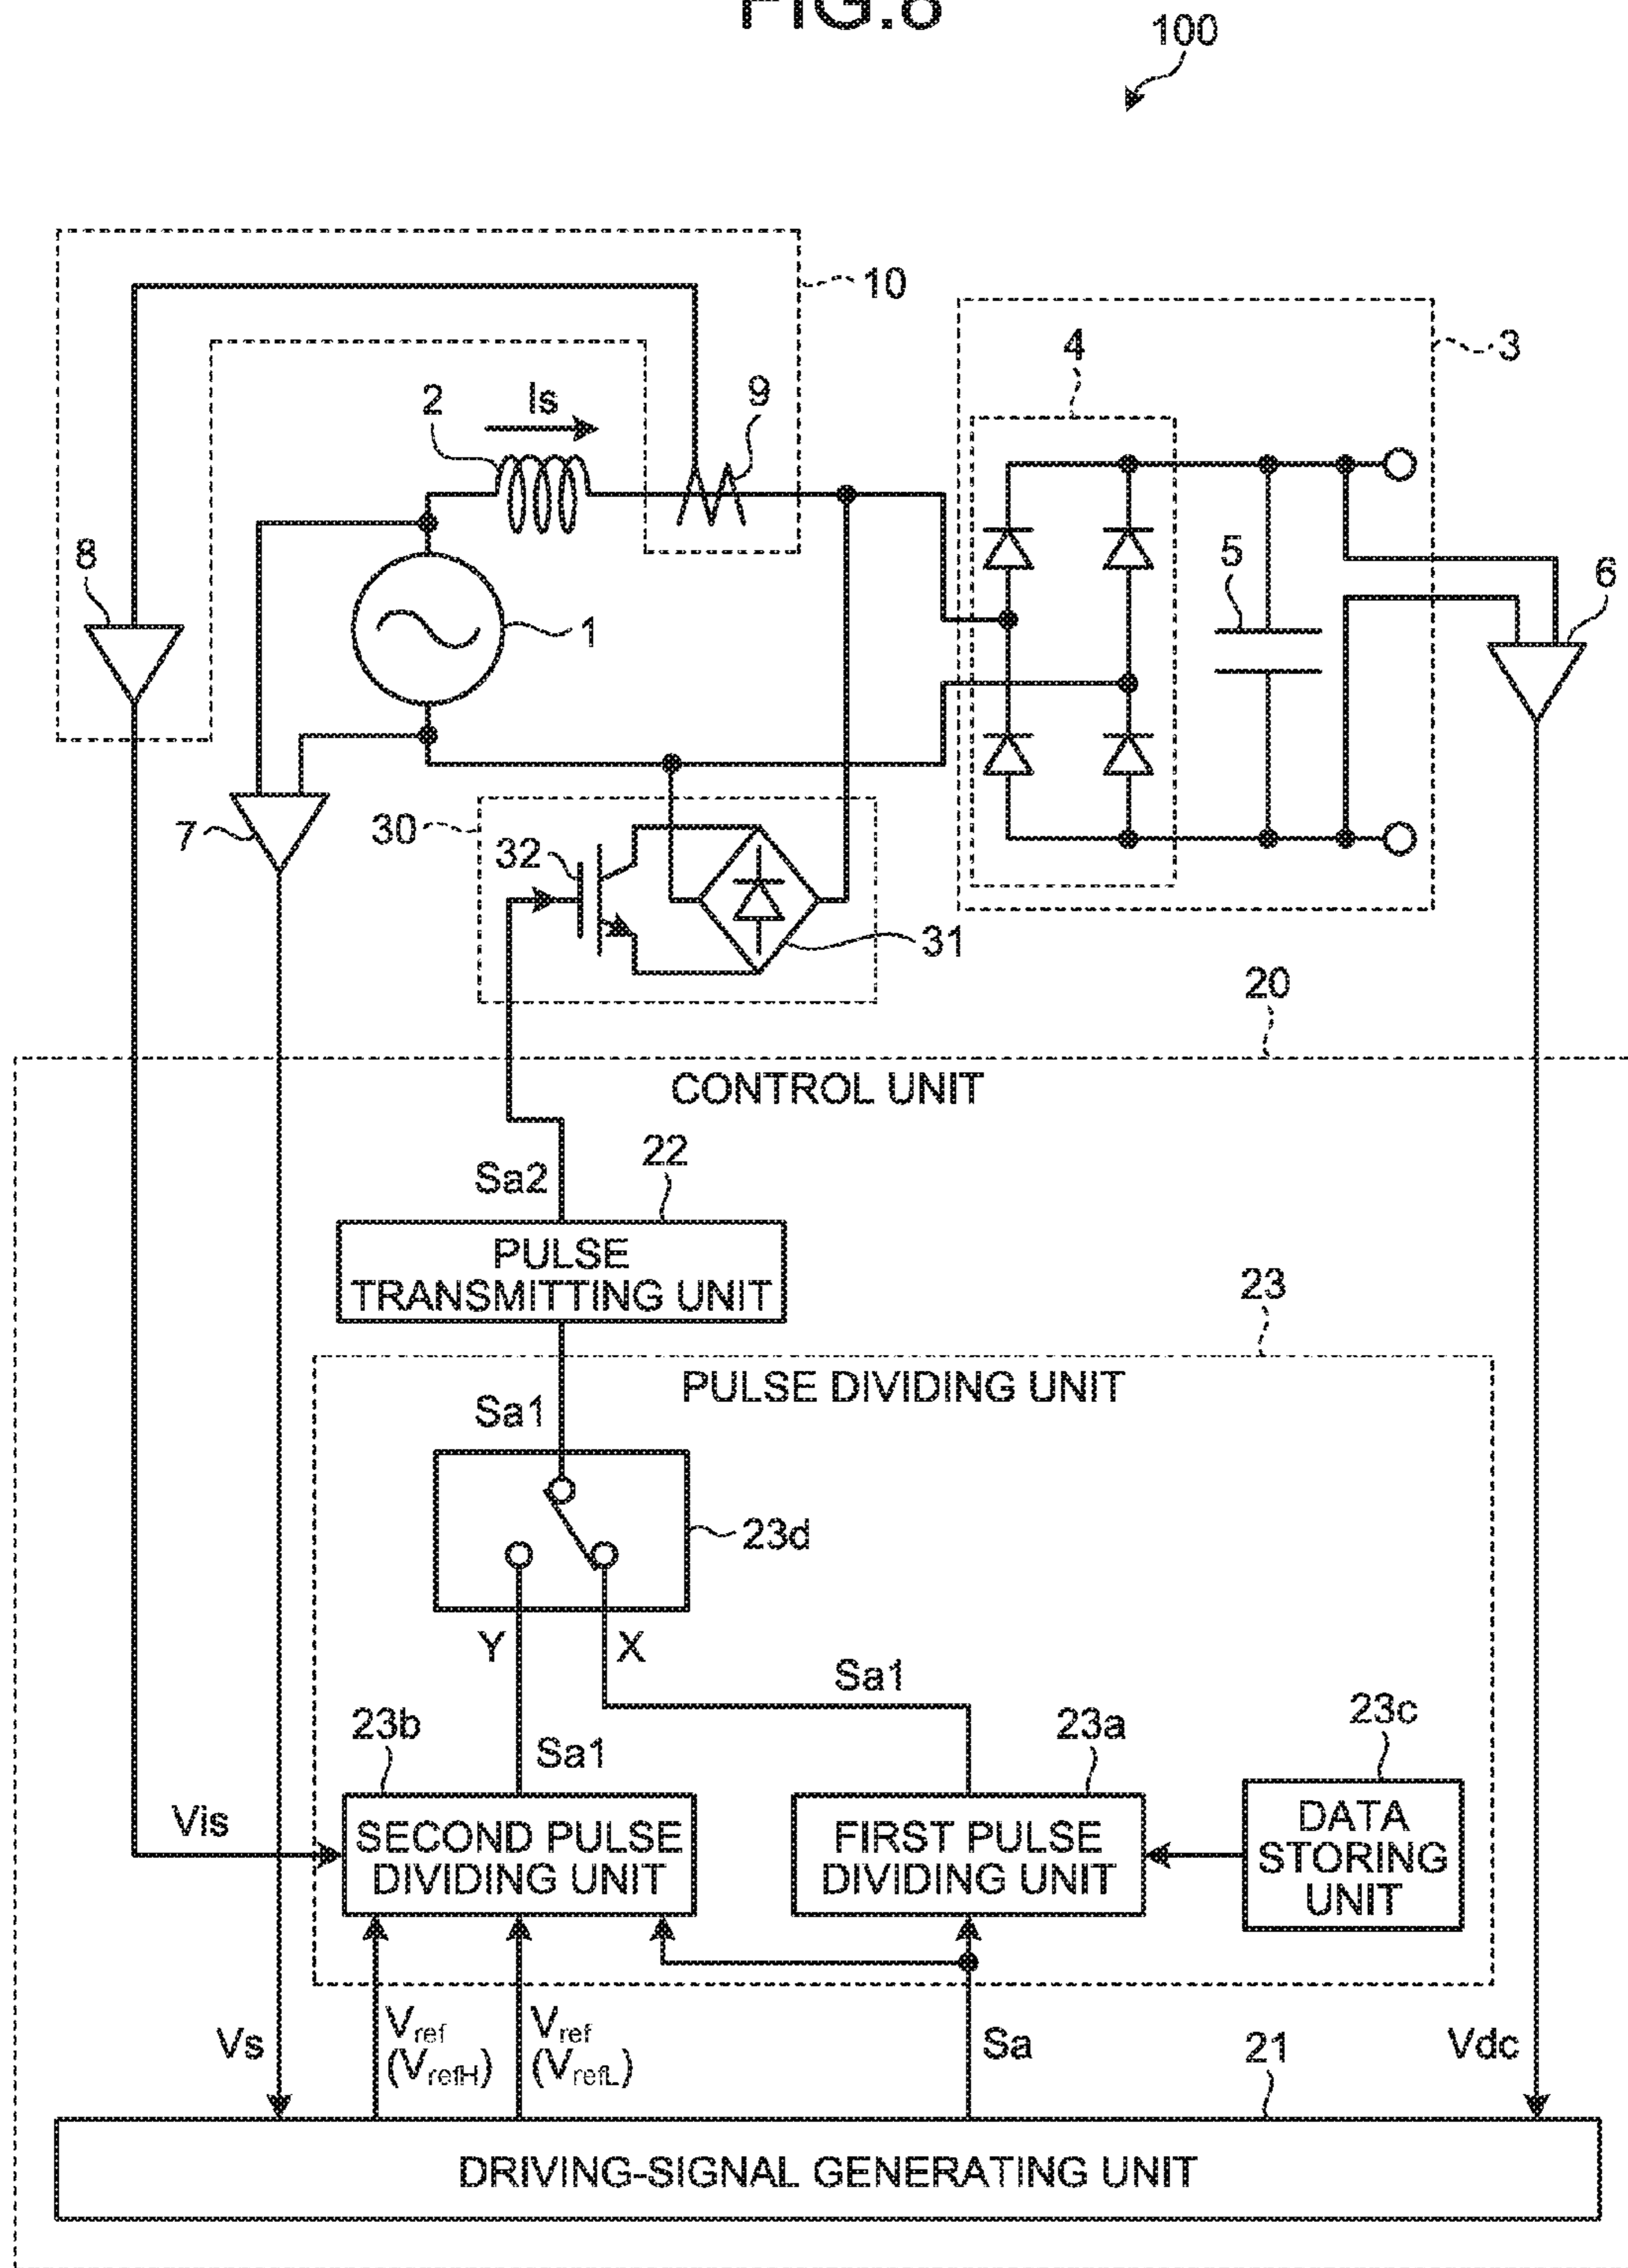 FIG.8
100
10
3
4
2
Is
9
8
5
6
1
7
30
32
31
20
CONTROL UNIT
22
Sa2
PULSE
TRANSMITTING UNIT
23
PULSE DIVIDING UNIT
Sa1
23d
Y
X
Sa1
23b
23a
23c
Sa1
Vis
SECOND PULSE
DIVIDING UNIT
FIRST PULSE
DIVIDING UNIT
DATA
STORING
UNIT
Vs
Vref
(VrefH)
Vref
(VrefL)
Sa
21
Vdc
DRIVING-SIGNAL GENERATING UNIT